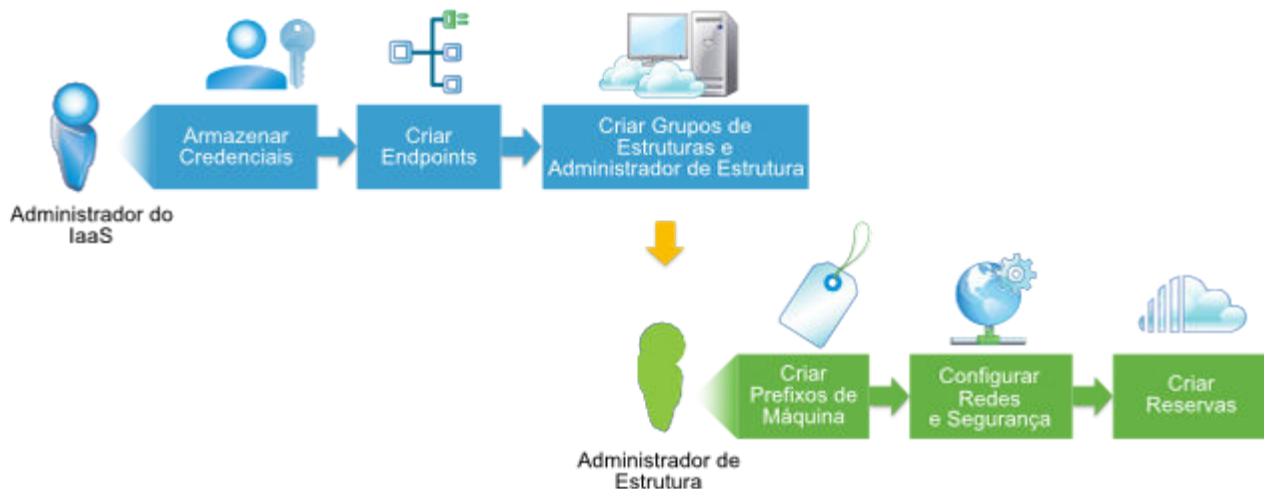 Armazenar
Credenciais
Criar
Endpoints
Criar Grupos de
Estruturas e
Administrador de Estrutura
Administrador do
IaaS
Criar
Prefixos de
Máquina
Configurar
Redes
e Segurança
Criar
Reservas
Administrador de
Estrutura